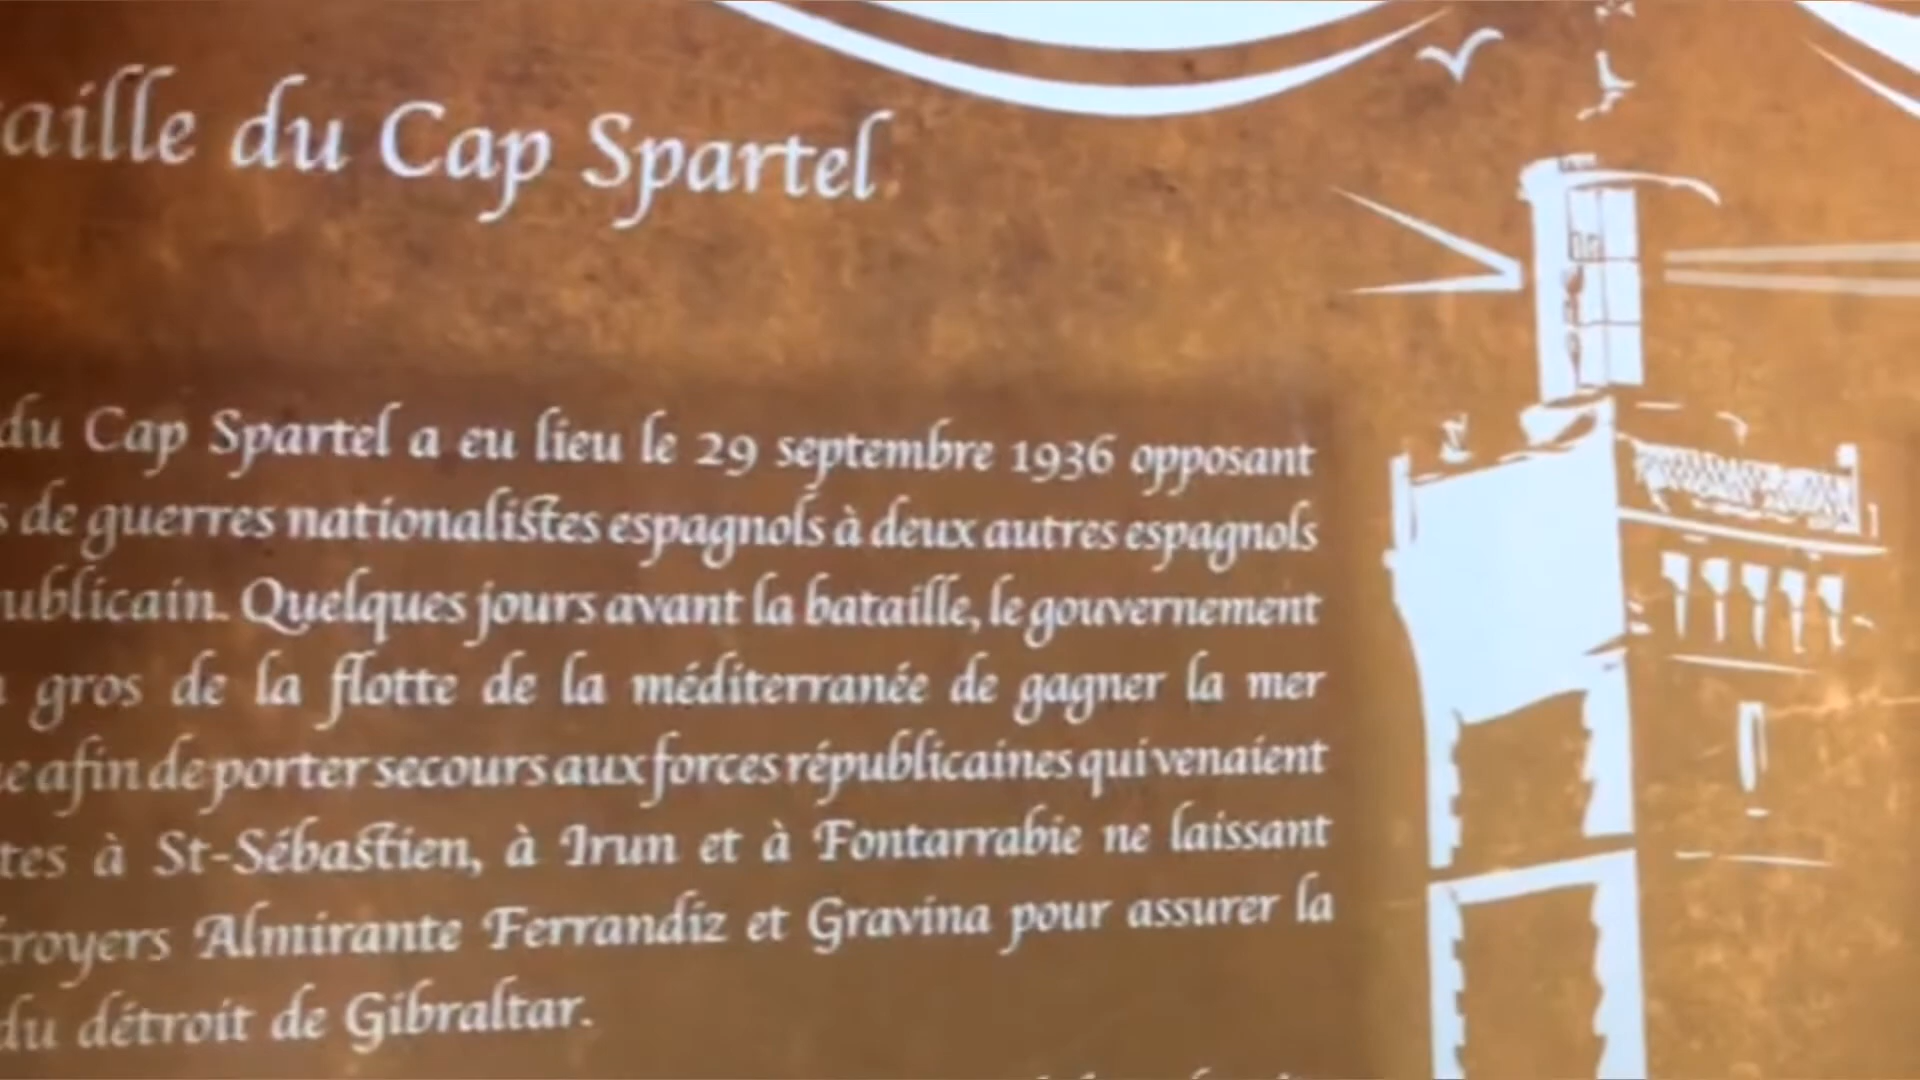 aille du Cap Spartel
du Cap Spartel a eu lieu le 29 septembre 1936 opposant
s de guerres nationalistes espagnols à deux autres espagnols
ublicain. Quelques jours avant la bataille, le gouvernement
gros de la flotte de la méditerranée de gagner la mer
e afin de porter secours aux forces républicaines qui venaient
tes à St-Sébastien, à Irun et à Fontarrabie ne laissant
troyers Almirante Ferrandiz et Gravina pour assurer la
du détroit de Gibraltar.